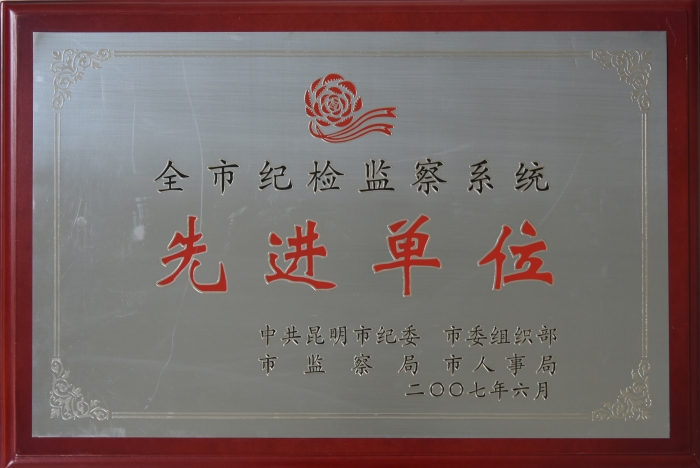 全市纪检监察系统
先进单位
中共昆明市纪委 市委组织部
市监察局 市人事局
二〇〇七年六月